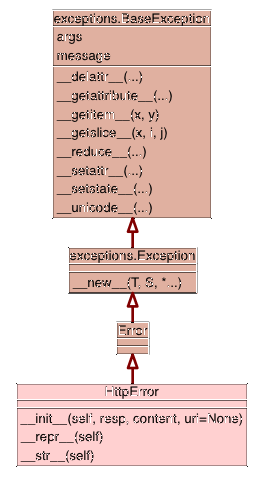 exceptions.BaseException
args
message
__delattr__(...)
__getattribute__(...)
__getitem__(x, y)
__getslice__(x, i, j)
__reduce__(...)
__setattr__(...)
__setstate__(...)
__unicode__(...)
exceptions.Exception
__new__(T, S, *...)
Error
HttpError
__init__(self, resp, content, uri=None)
__repr__(self)
__str__(self)